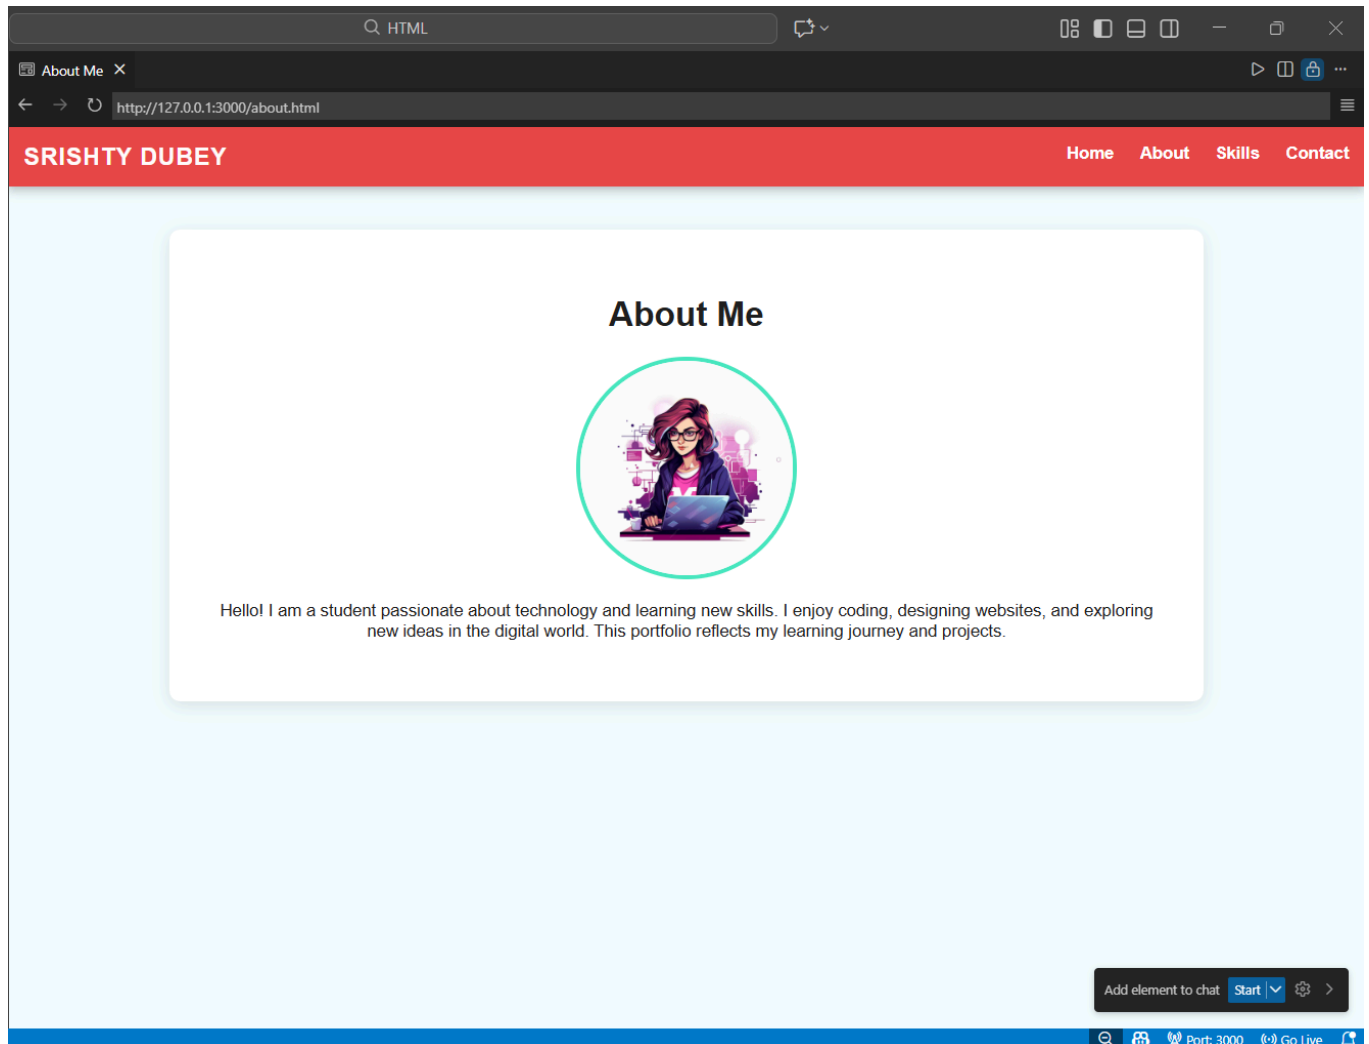 HTML
About Me
http://127.0.0.1:3000/about.html
SRISHTY DUBEY
Home About Skills Contact
About Me
Hello! I am a student passionate about technology and learning new skills. I enjoy coding, designing websites, and exploring
new ideas in the digital world. This portfolio reflects my learning journey and projects.
Add element to chat Start
Port: 3000 Go Live